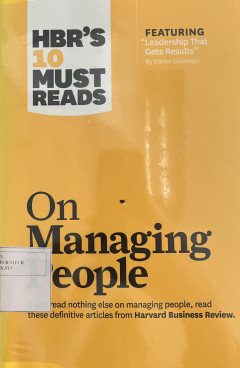 HBR'S
10
MUST
READS
FEATURING
"Leadership That
Gets Results"
By Daniel Goleman
On
Managing
People
read nothing else on managing people, read
these definitive articles from Harvard Business Review.